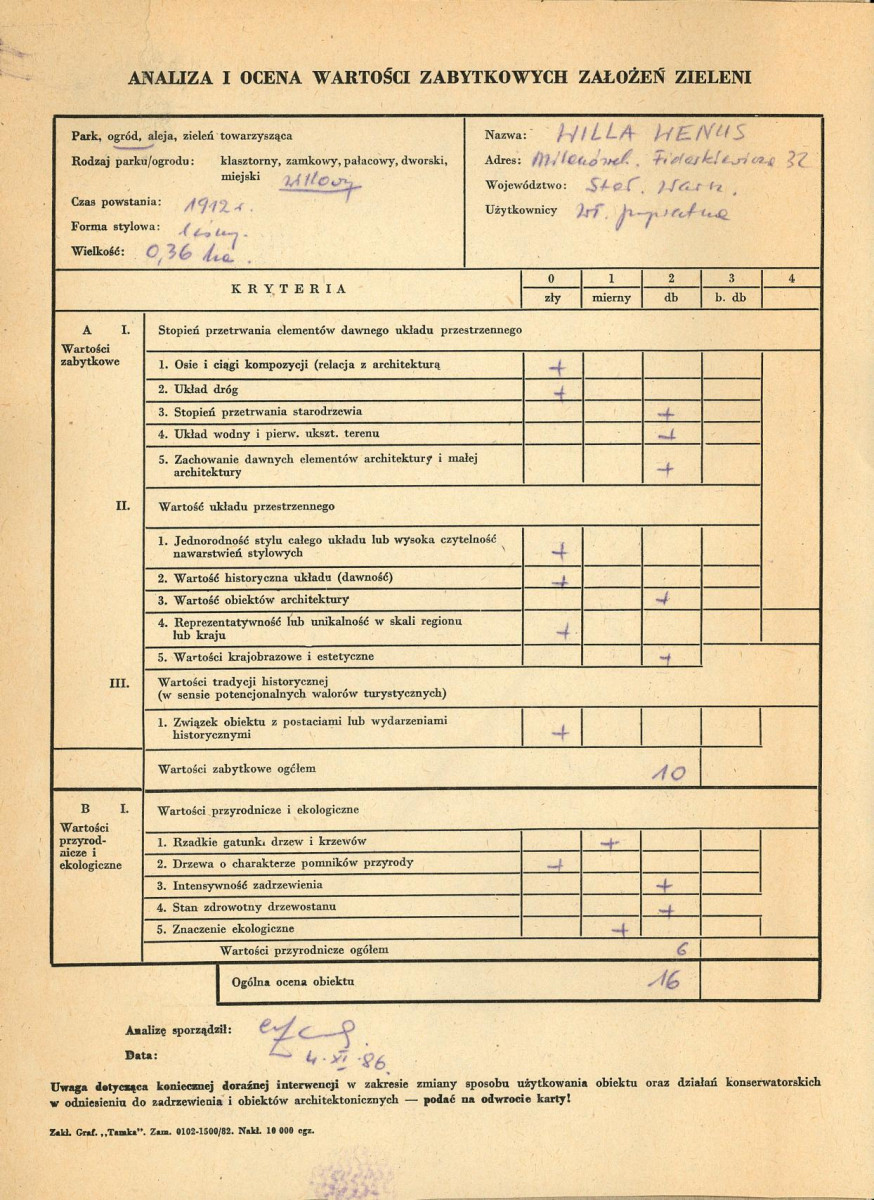 ANALIZA I OCENA WARTOŚCI ZABYTKOWYCH ZAŁOŻEŃ ZIELENI
Park, ogród, aleja, zieleń towarzysząca
Rodzaj parku/ogrodu: klasztorny, zamkowy, pałacowy, dworski,
miejski willowy
Czas powstania: 1912 r.
Forma stylowa: leśny.
Wielkość: 0,36 ha.
Nazwa: WILLA WENUS
Adres: Milanówek. Fiderkiewicza 32
Województwo: Stoł. Warsz.
Użytkownicy wł. prywatna
KRYTERIA
0 1 2 3 4
zły mierny db b. db
A I. Stopień przetrwania elementów dawnego układu przestrzennego
Wartości
zabytkowe
1. Osie i ciągi kompozycji (relacja z architekturą +
2. Układ dróg +
3. Stopień przetrwania starodrzewia +
4. Układ wodny i pierw. ukszt. terenu +
5. Zachowanie dawnych elementów architektury i małej
architektury +
II. Wartość układu przestrzennego
1. Jednorodność stylu całego układu lub wysoka czytelność
nawarstwień stylowych +
2. Wartość historyczna układu (dawność) +
3. Wartość obiektów architektury +
4. Reprezentatywność lub unikalność w skali regionu
lub kraju +
5. Wartości krajobrazowe i estetyczne +
III. Wartości tradycji historycznej
(w sensie potencjonalnych walorów turystycznych)
1. Związek obiektu z postaciami lub wydarzeniami
historycznymi +
Wartości zabytkowe ogółem 10
B I. Wartości przyrodnicze i ekologiczne
Wartości
przyrod-
nicze i
ekologiczne
1. Rzadkie gatunki drzew i krzewów +
2. Drzewa o charakterze pomników przyrody +
3. Intensywność zadrzewienia +
4. Stan zdrowotny drzewostanu +
5. Znaczenie ekologiczne +
Wartości przyrodnicze ogółem 6
Ogólna ocena obiektu 16
Analizę sporządził:
Data: 4.XI.86.
Uwaga dotycząca koniecznej doraźnej interwencji w zakresie zmiany sposobu użytkowania obiektu oraz działań konserwatorskich
w odniesieniu do zadrzewienia i obiektów architektonicznych — podać na odwrocie karty!
Zakł. Graf. „Tamka”. Zam. 0102-1500/82. Nakł. 10 000 egz.